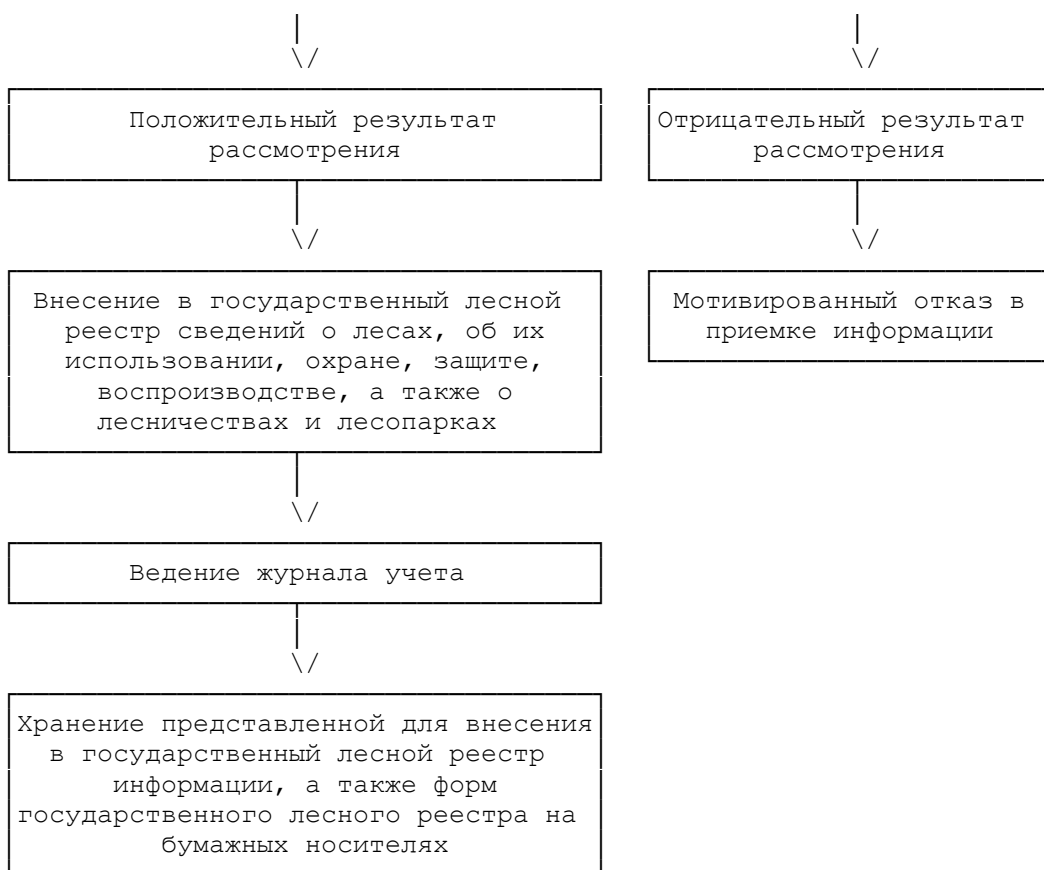 Положительный результат
рассмотрения
Отрицательный результат
рассмотрения
Внесение в государственный лесной
реестр сведений о лесах, об их
использовании, охране, защите,
воспроизводстве, а также о
лесничествах и лесопарках
Мотивированный отказ в
приемке информации
Ведение журнала учета
Хранение представленной для внесения
в государственный лесной реестр
информации, а также форм
государственного лесного реестра на
бумажных носителях